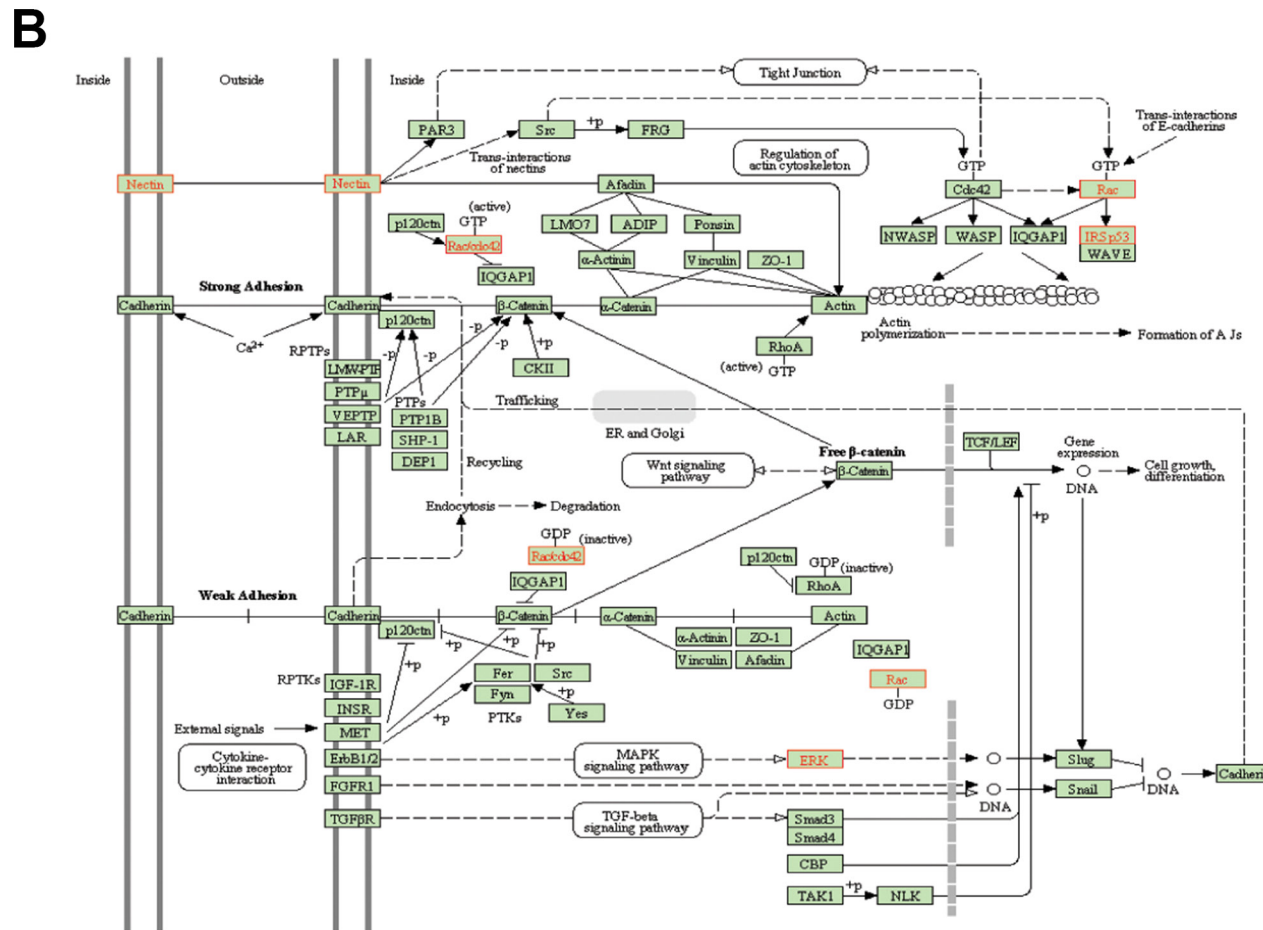 B
Inside
Outside
Inside
Tight Junction
PAR3
Src
+p
FRG
Trans-interactions
of E-cadherins
Trans-interactions
of nectins
Regulation of
actin cytoskeleton
GTP
GTP
Nectin
Nectin
Afadin
Cdc42
Rac
(active)
p120ctn
GTP
LMO7
ADIP
Ponsin
NWASP
WASP
IQGAP1
IRSp53
Rac/cdc42
WAVE
α-Actinin
Vinculin
ZO-1
IQGAP1
Strong Adhesion
Cadherin
Cadherin
β-Catenin
α-Catenin
Actin
p120ctn
-p
Actin
polymerization
Formation of A Js
Ca2+
RPTPs
-p
-p
-p
+p
RhoA
(active)
GTP
LMW-PTP
CKII
PTPμ
PTPs
Trafficking
VEPTP
PTP1B
LAR
SHP-1
ER and Golgi
DEP1
Recycling
Free β-catenin
TCF/LEF
Gene
expression
Wnt signaling
pathway
β-Catenin
Cell growth,
differentiation
DNA
Endocytosis
Degradation
+p
GDP
(inactive)
Rac/cdc42
p120ctn
GDP
(inactive)
IQGAP1
RhoA
Weak Adhesion
Cadherin
Cadherin
β-Catenin
α-Catenin
Actin
p120ctn
+p
+p
+p
α-Actinin
ZO-1
IQGAP1
Vinculin
Afadin
+p
Fer
Src
RPTKs
IGF-1R
Rac
Fyn
+p
GDP
INSR
+p
PTKs
Yes
External signals
MET
Cytokine-
cytokine receptor
interaction
ErbB1/2
MAPK
signaling pathway
ERK
Slug
FGFR1
DNA
Snail
DNA
Cadheri
TGFβR
TGF-beta
signaling pathway
Smad3
Smad4
CBP
TAK1
+p
NLK